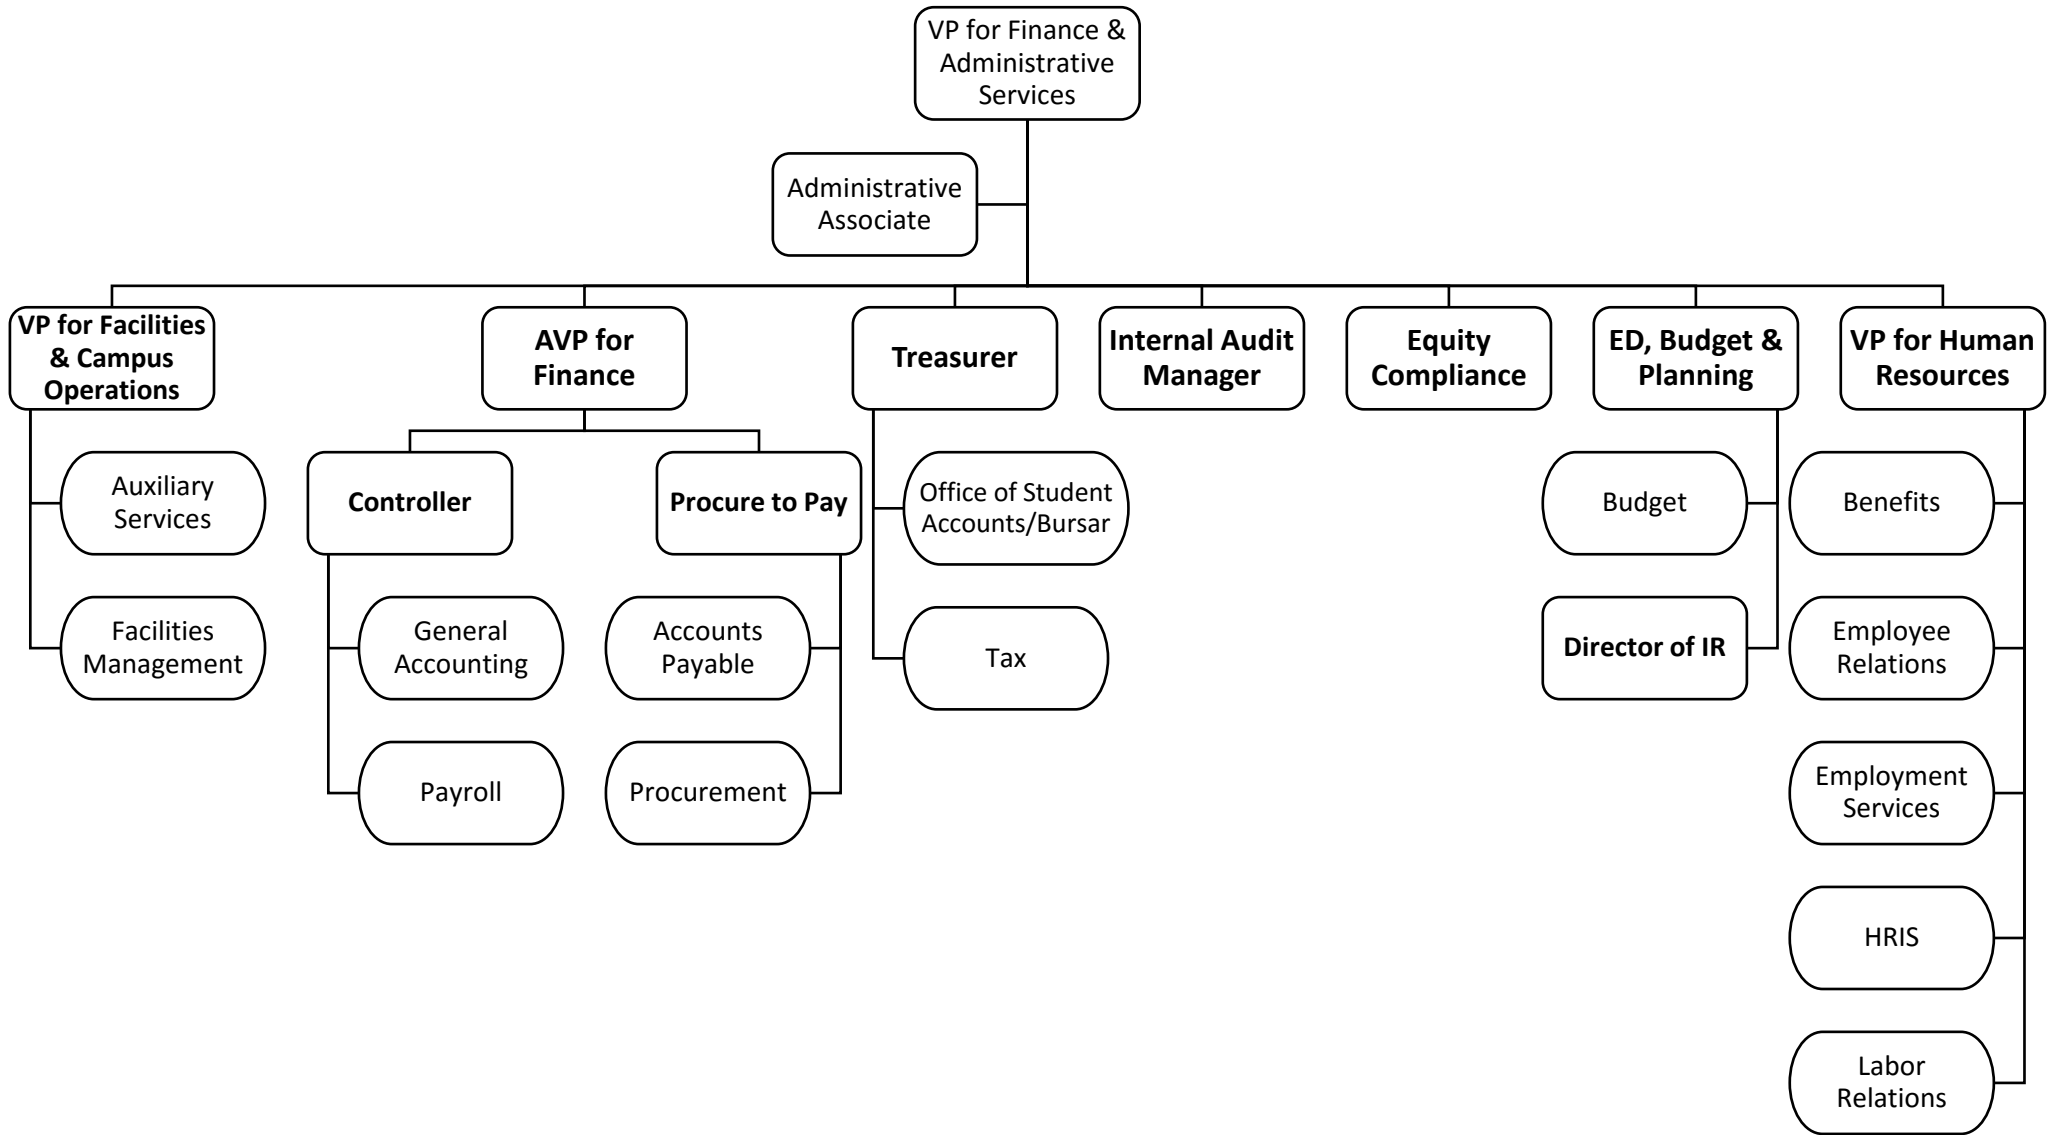 VP for Finance &
Administrative
Services
Administrative
Associate
VP for Facilities
& Campus
Operations
AVP for
Finance
Treasurer
Internal Audit
Manager
Equity
Compliance
ED, Budget &
Planning
VP for Human
Resources
Auxiliary
Services
Facilities
Management
Controller
General
Accounting
Payroll
Procure to Pay
Accounts
Payable
Procurement
Office of Student
Accounts/Bursar
Tax
Budget
Director of IR
Benefits
Employee
Relations
Employment
Services
HRIS
Labor
Relations